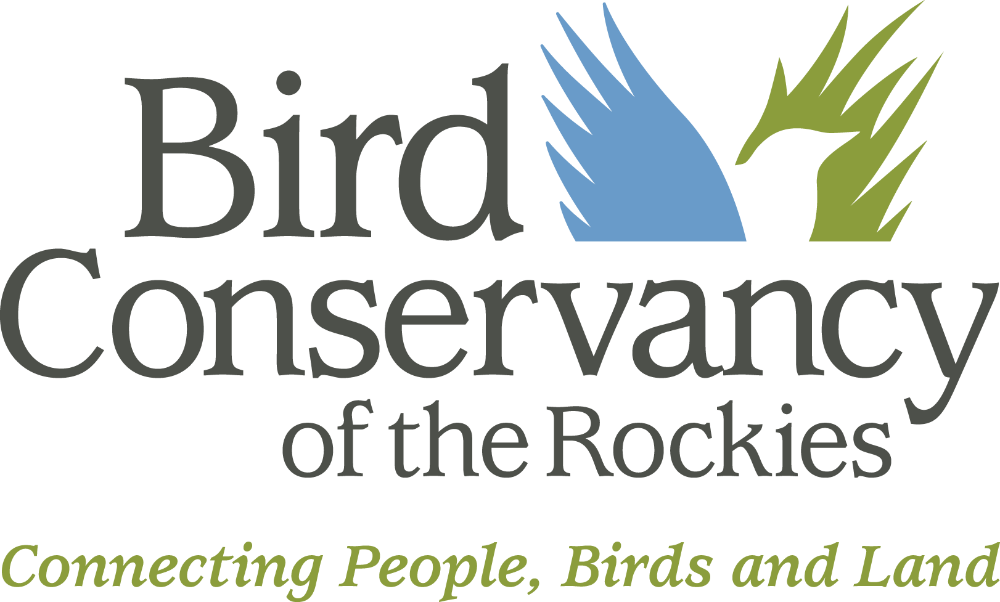 Bird
Conservancy
of the Rockies
Connecting People, Birds and Land